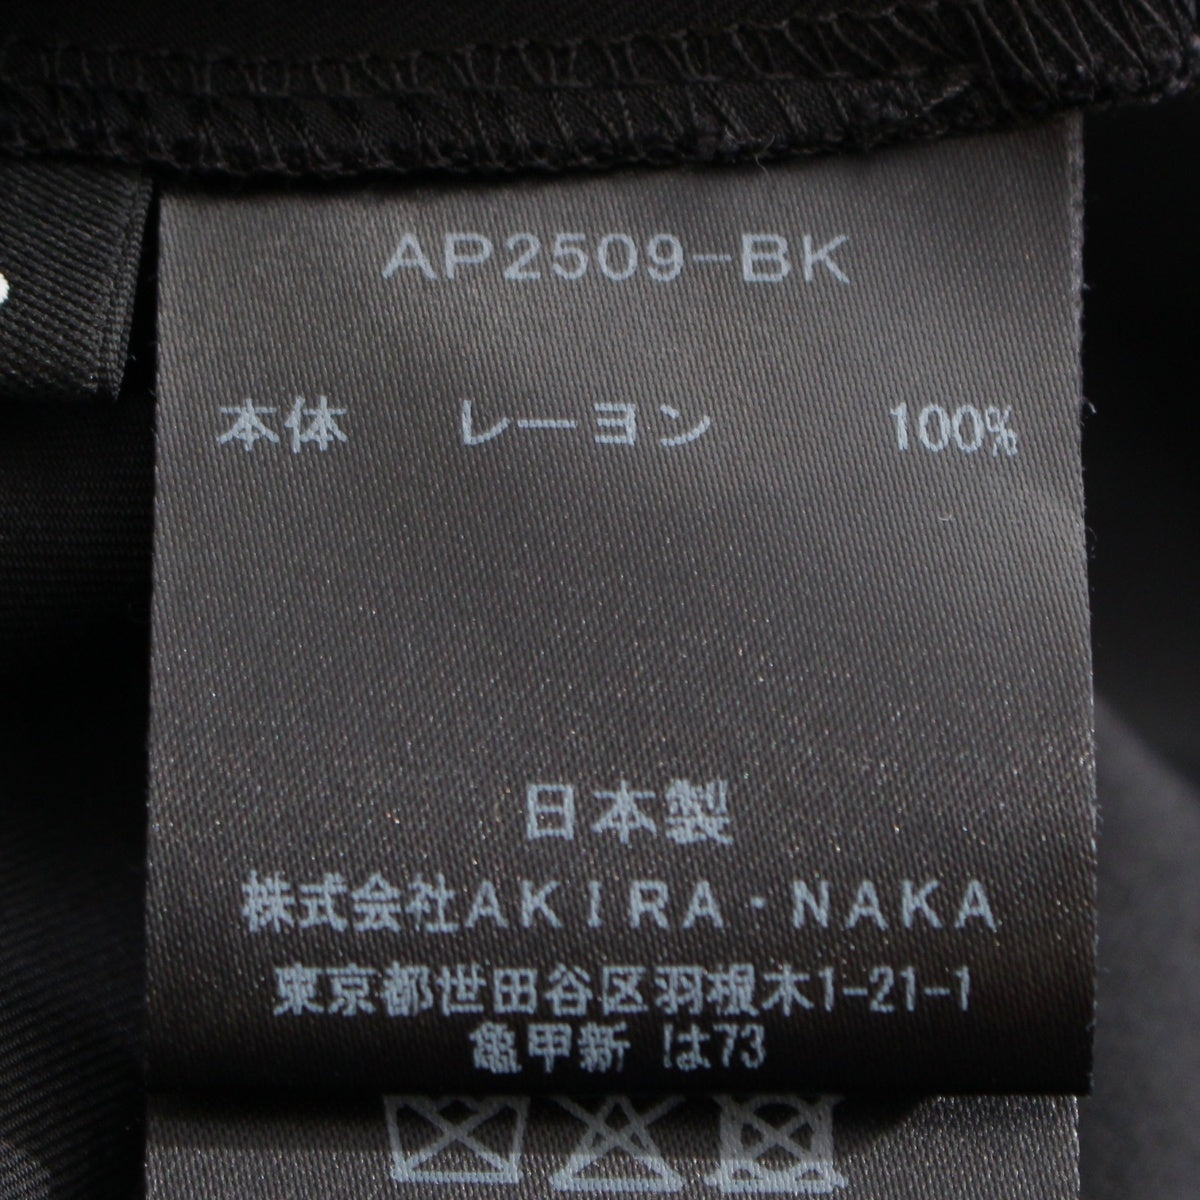 AP2509-BK
本体 レーヨン 100%
日本製
株式会社AKIRA・NAKA
東京都世田谷区羽根木1-21-1
亀甲新 は73